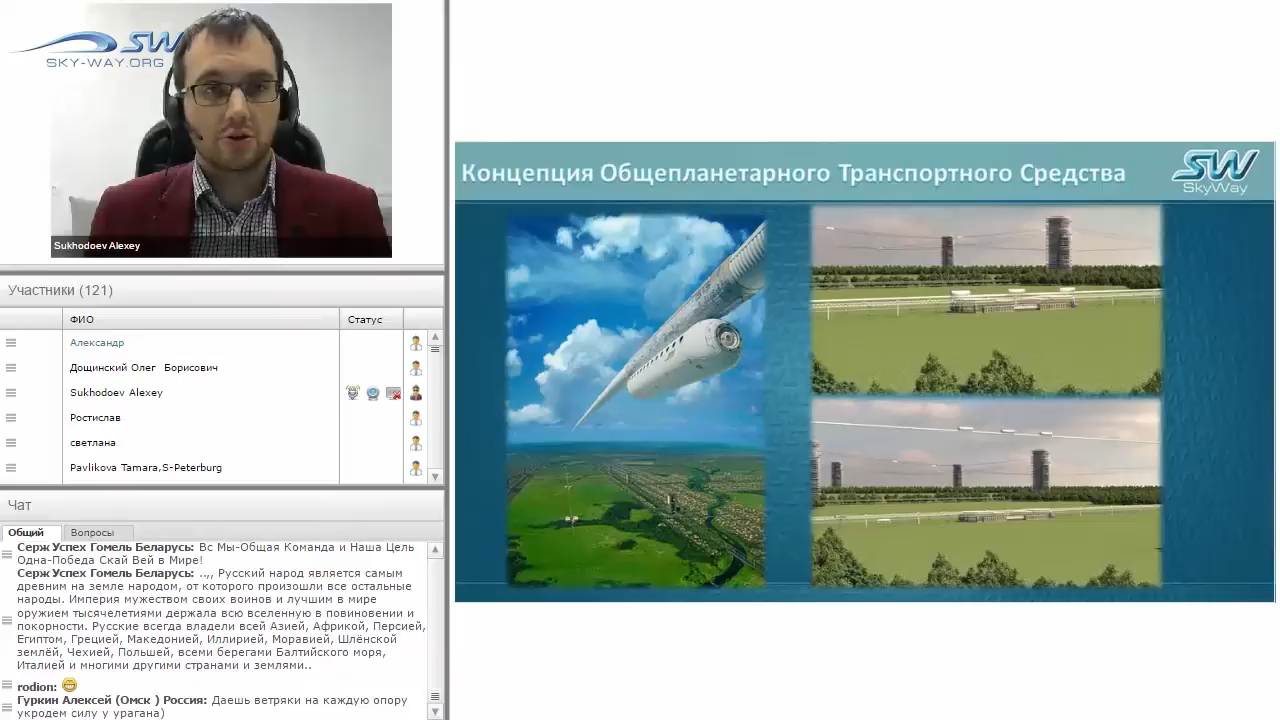 SW
SKY-WAY.ORG
Sukhodoev Alexey
Участники (121)
ФИО Статус
Александр
Дощинский Олег Борисович
Sukhodoev Alexey
Ростислав
светлана
Pavlikova Tamara,S-Peterburg
Чат
Общий Вопросы
Серж Успех Гомель Беларусь: Вс Мы-Общая Команда и Наша Цель
Одна-Победа Скай Вей в Мире!
Серж Успех Гомель Беларусь: ..,, Русский народ является самым
древним на земле народом, от которого произошли все остальные
народы. Империя мужеством своих воинов и лучшим в мире
оружием тысячелетиями держала всю вселенную в повиновении и
покорности. Русские всегда владели всей Азией, Африкой, Персией,
Египтом, Грецией, Македонией, Иллирией, Моравией, Шлёнской
землёй, Чехией, Польшей, всеми берегами Балтийского моря,
Италией и многими другими странами и землями..
rodion:
Гуркин Алексей (Омск ) Россия: Даешь ветряки на каждую опору
укродем силу у урагана)
Концепция Общепланетарного Транспортного Средства
SW
SkyWay